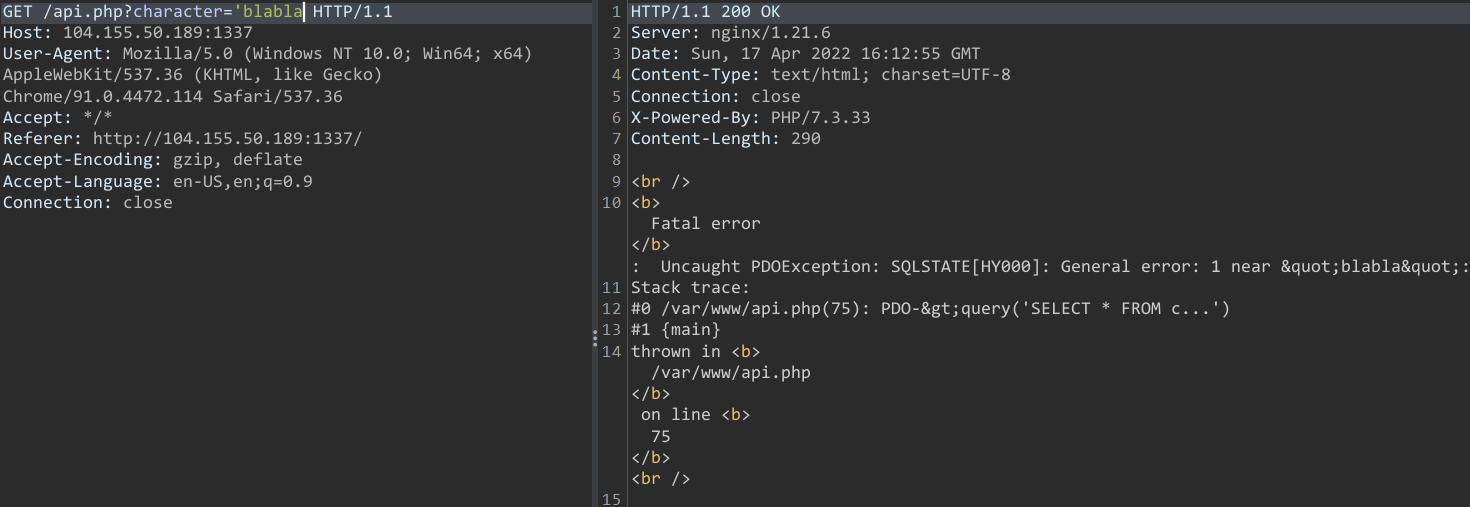 GET /api.php?character='blabla HTTP/1.1
Host: 104.155.50.189:1337
User-Agent: Mozilla/5.0 (Windows NT 10.0; Win64; x64)
AppleWebKit/537.36 (KHTML, like Gecko)
Chrome/91.0.4472.114 Safari/537.36
Accept: */*
Referer: http://104.155.50.189:1337/
Accept-Encoding: gzip, deflate
Accept-Language: en-US,en;q=0.9
Connection: close
1 HTTP/1.1 200 OK
2 Server: nginx/1.21.6
3 Date: Sun, 17 Apr 2022 16:12:55 GMT
4 Content-Type: text/html; charset=UTF-8
5 Connection: close
6 X-Powered-By: PHP/7.3.33
7 Content-Length: 290
8
9 <br />
10 <b>
Fatal error
</b>
:  Uncaught PDOException: SQLSTATE[HY000]: General error: 1 near &quot;blabla&quot;:
11 Stack trace:
12 #0 /var/www/api.php(75): PDO-&gt;query('SELECT * FROM c...')
13 #1 {main}
14 thrown in <b>
/var/www/api.php
</b>
on line <b>
75
</b>
<br />
15